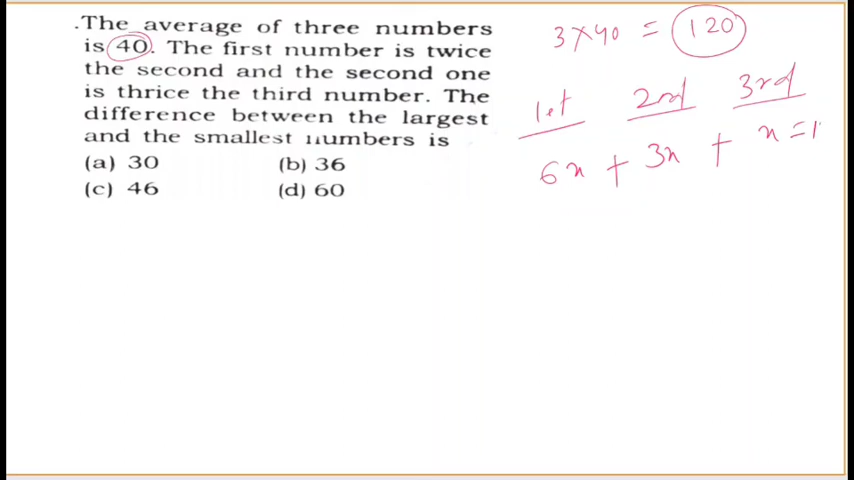 .The average of three numbers
is 40. The first number is twice
the second and the second one
is thrice the third number. The
difference between the largest
and the smallest numbers is
(a) 30 (b) 36
(c) 46 (d) 60
3×40 = 120
1st 2nd 3rd
6x + 3x + x = 1